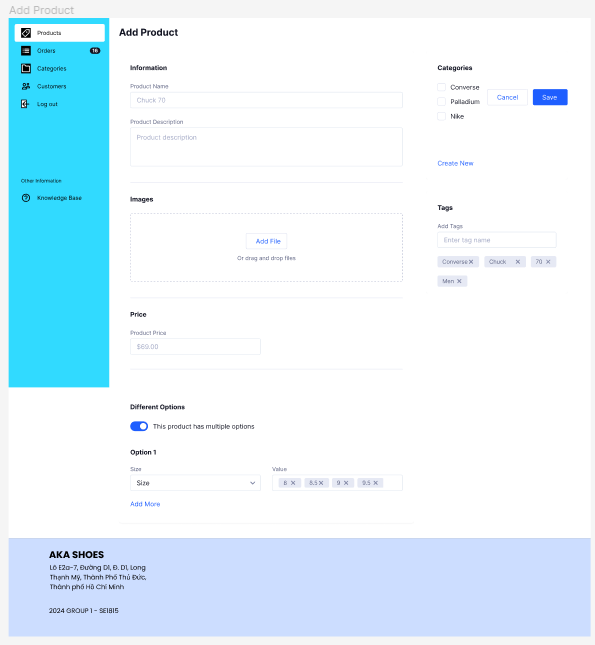 Add Product
Products
Orders 16
Categories
Customers
Log out
Other Information
Knowledge Base
Add Product
Information
Product Name
Chuck 70
Product Description
Product description
Images
Add File
Or drag and drop files
Price
Product Price
$69.00
Different Options
This product has multiple options
Option 1
Size
Size
Value
8 8.5 9 9.5
Add More
Categories
Converse
Palladium
Nike
Cancel Save
Create New
Tags
Add Tags
Enter tag name
Converse Chuck 70
Men
AKA SHOES
Lô E2a-7, Đường D1, Đ. D1, Long
Thạnh Mỹ, Thành Phố Thủ Đức,
Thành phố Hồ Chí Minh
2024 GROUP 1 - SE1815